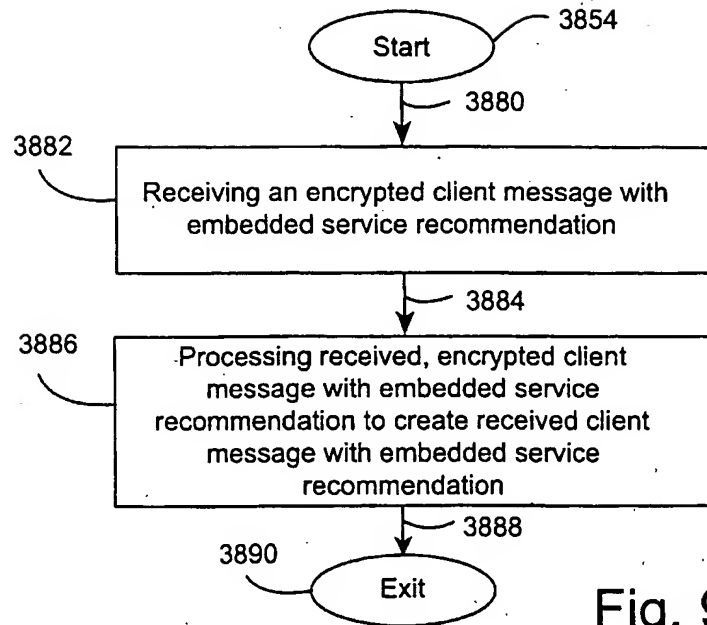 Start
3854
3880
3882
Receiving an encrypted client message with
embedded service recommendation
3884
3886
Processing received, encrypted client
message with embedded service
recommendation to create received client
message with embedded service
recommendation
3888
3890
Exit
Fig. 9